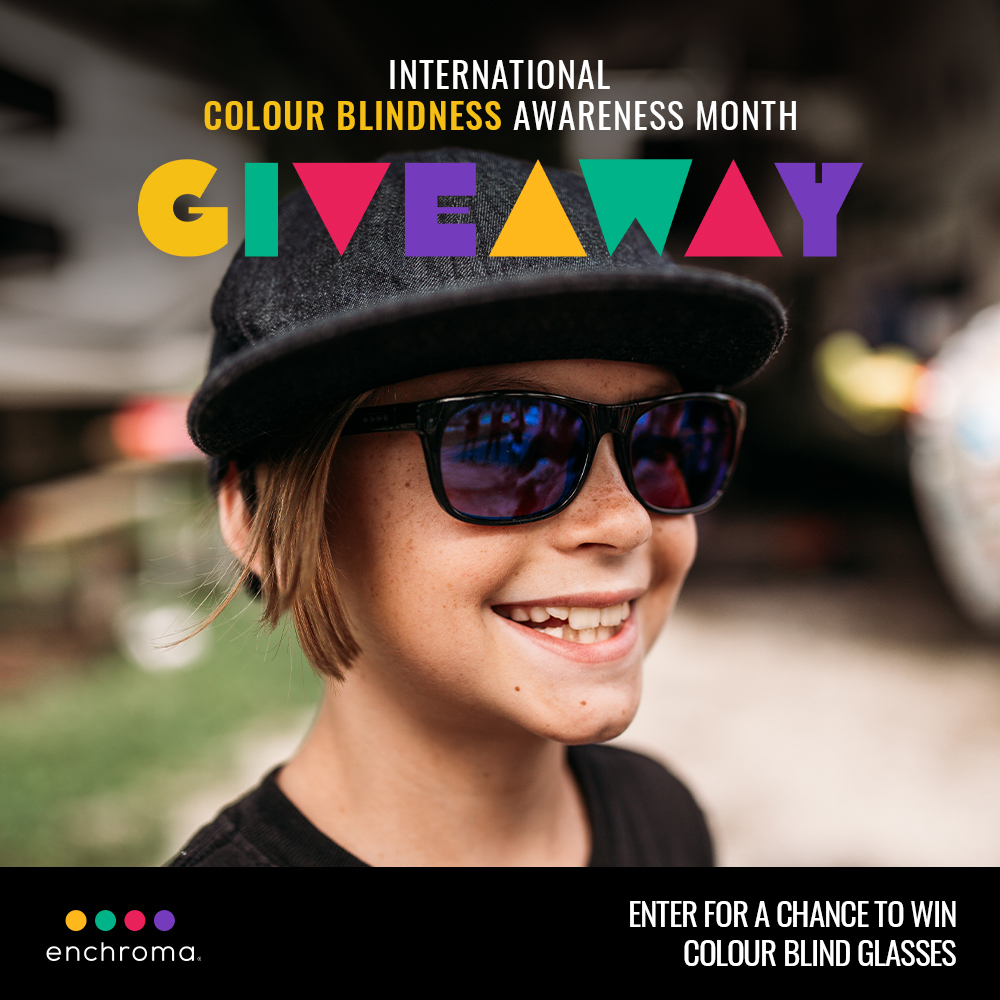 INTERNATIONAL
COLOUR BLINDNESS AWARENESS MONTH
GIVEAWAY
enchroma
ENTER FOR A CHANCE TO WIN
COLOUR BLIND GLASSES